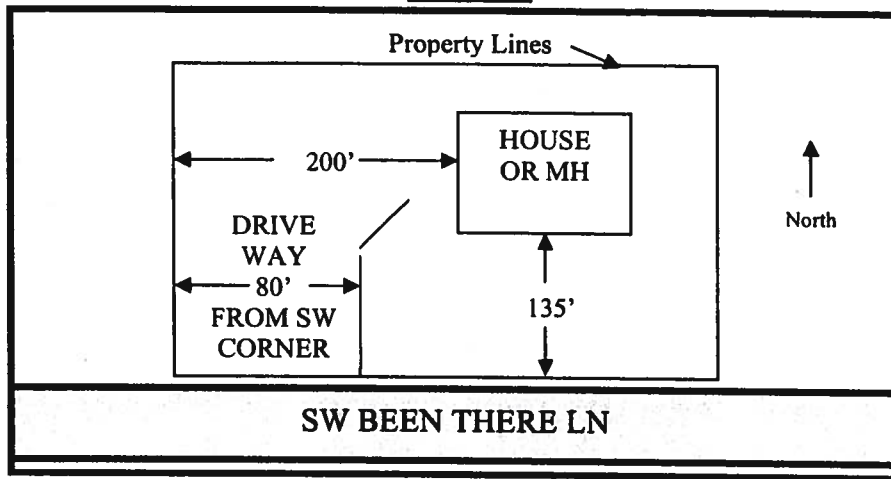 Property Lines
HOUSE
OR MH
200'
North
DRIVE
WAY
80'
FROM SW
CORNER
135'
SW BEEN THERE LN